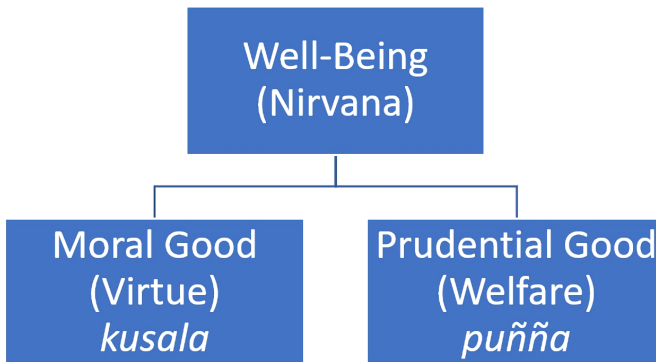 Well-Being
(Nirvana)
Moral Good
(Virtue)
kusala
Prudential Good
(Welfare)
puñña